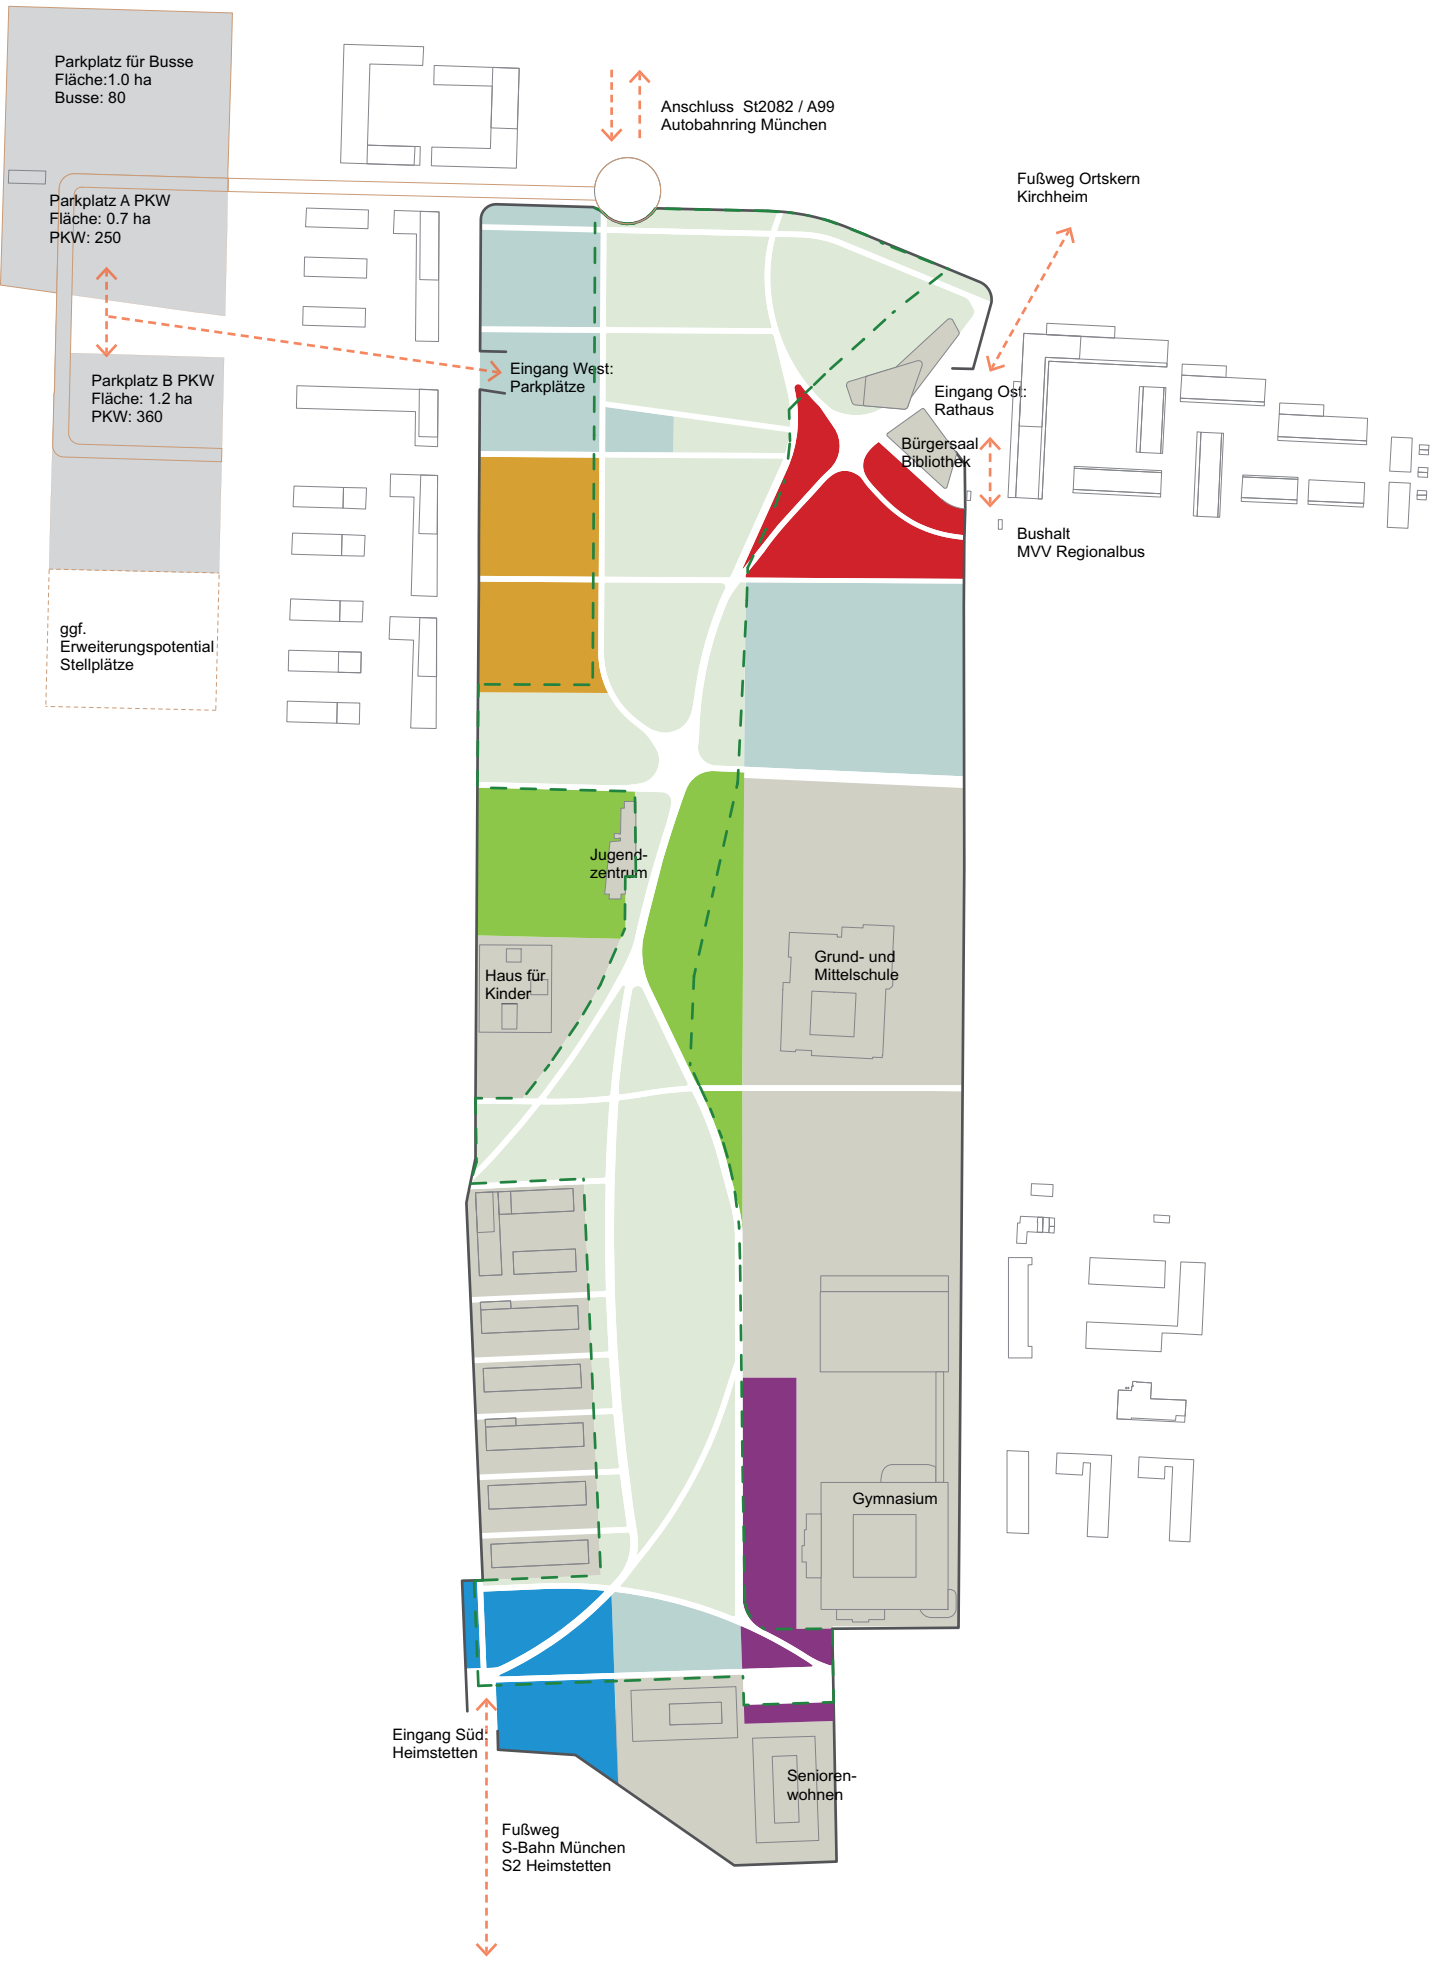 Parkplatz für Busse
Fläche:1.0 ha
Busse: 80
Anschluss St2082 / A99
Autobahnring München
Fußweg Ortskern
Kirchheim
Parkplatz A PKW
Fläche: 0.7 ha
PKW: 250
Eingang West:
Parkplätze
Parkplatz B PKW
Fläche: 1.2 ha
PKW: 360
Eingang Ost:
Rathaus
Bürgersaal
Bibliothek
Bushalt
MVV Regionalbus
ggf.
Erweiterungspotential
Stellplätze
Jugend-
zentrum
Haus für
Kinder
Grund- und
Mittelschule
Gymnasium
Eingang Süd:
Heimstetten
Senioren-
wohnen
Fußweg
S-Bahn München
S2 Heimstetten